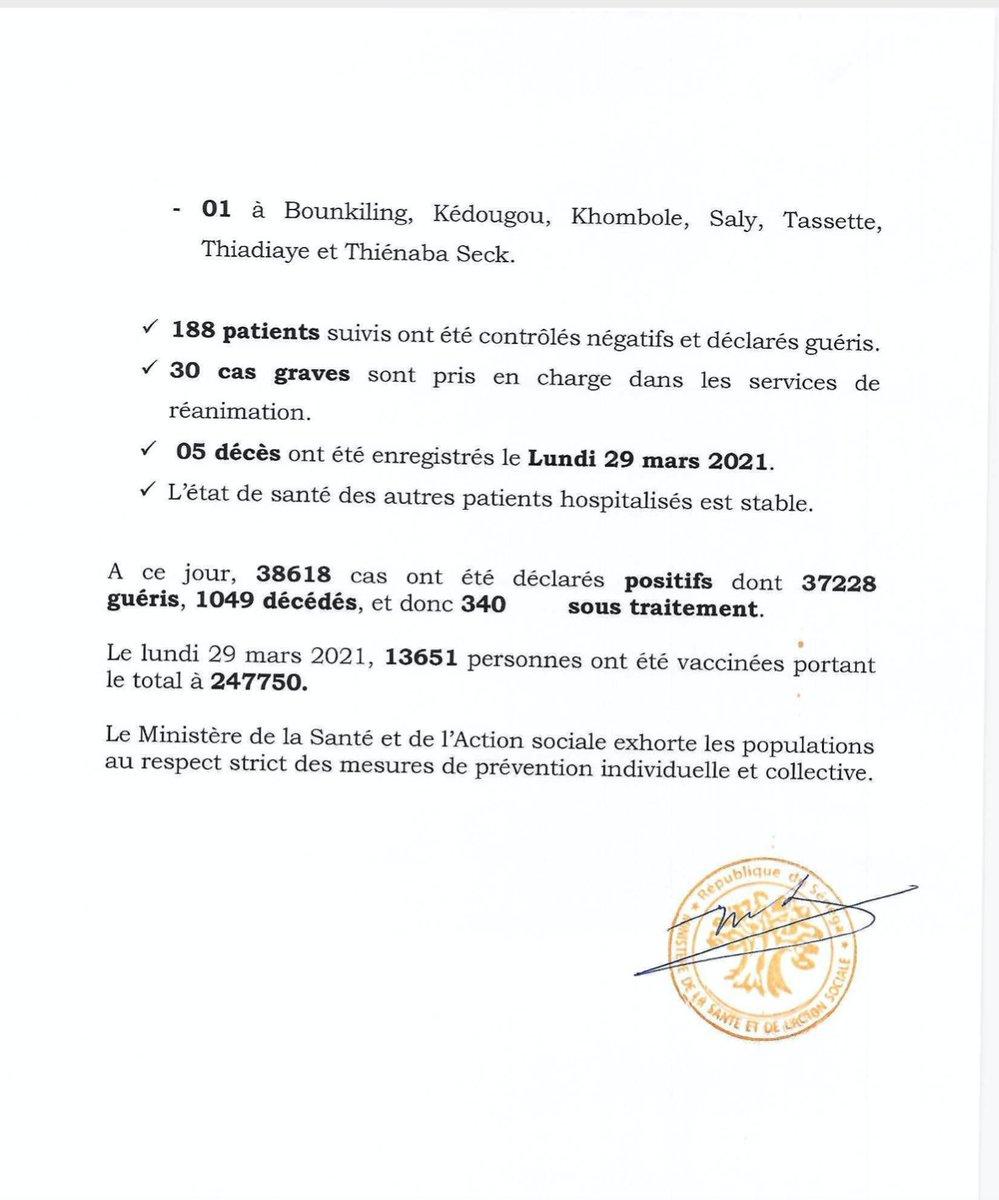 - 01 à Bounkiling, Kédougou, Khombole, Saly, Tassette,
Thiadiaye et Thiénaba Seck.
✓ 188 patients suivis ont été contrôlés négatifs et déclarés guéris.
✓ 30 cas graves sont pris en charge dans les services de
réanimation.
✓ 05 décès ont été enregistrés le Lundi 29 mars 2021.
✓ L'état de santé des autres patients hospitalisés est stable.
A ce jour, 38618 cas ont été déclarés positifs dont 37228
guéris, 1049 décédés, et donc 340 sous traitement.
Le lundi 29 mars 2021, 13651 personnes ont été vaccinées portant
le total à 247750.
Le Ministère de la Santé et de l'Action sociale exhorte les populations
au respect strict des mesures de prévention individuelle et collective.
★ République de Sénégal ★
MINISTERE DE LA SANTE ET DE L'ACTION SOCIALE